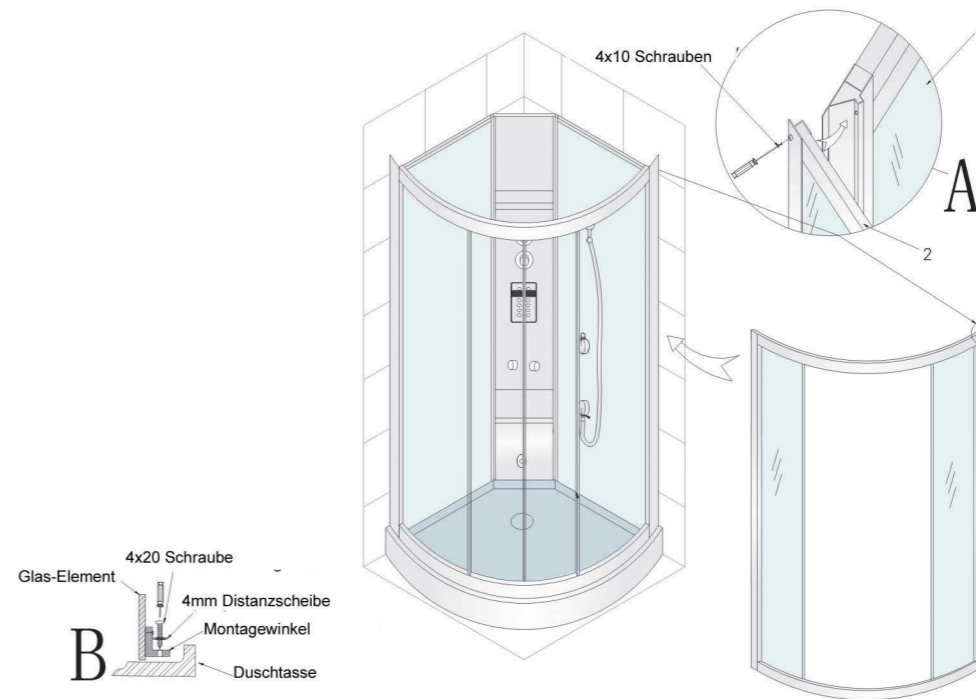 4x10 Schrauben
A
2
4x20 Schraube
Glas-Element
4mm Distanzscheibe
Montagewinkel
B
Duschtasse